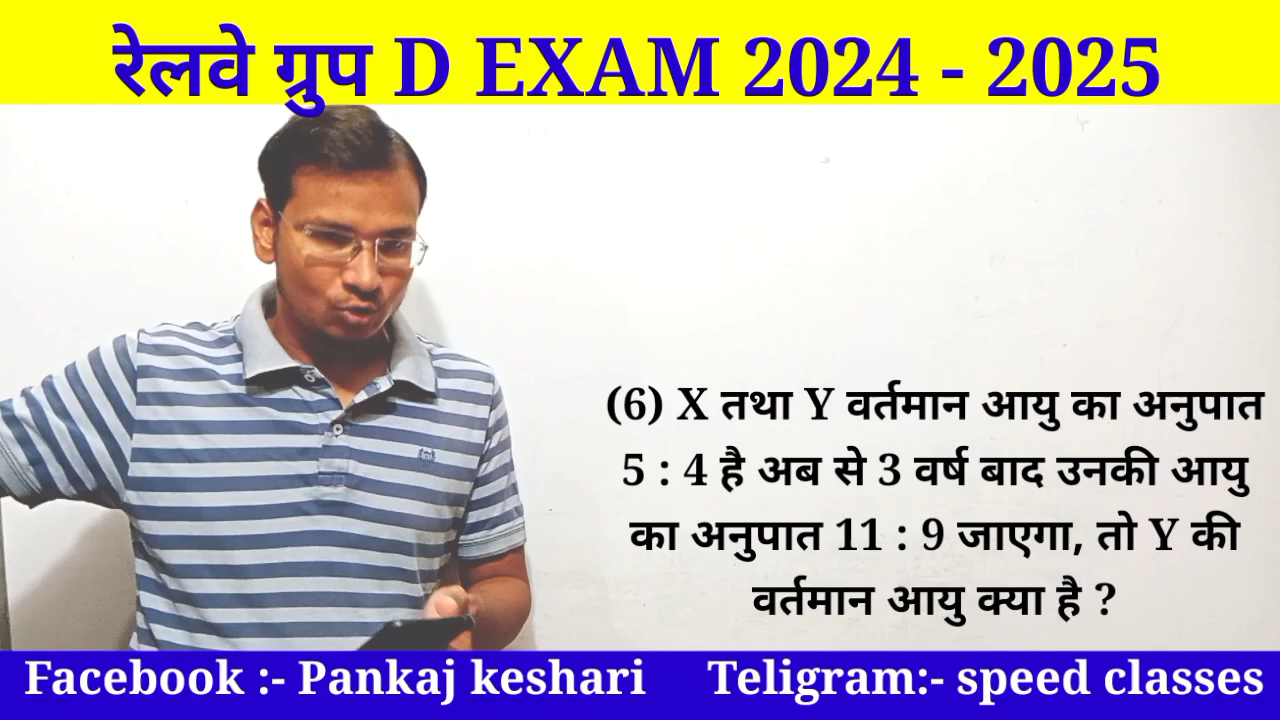 रेलवे ग्रुप D EXAM 2024 - 2025
(6) X तथा Y वर्तमान आयु का अनुपात
5 : 4 है अब से 3 वर्ष बाद उनकी आयु
का अनुपात 11 : 9 जाएगा, तो Y की
वर्तमान आयु क्या है ?
Facebook :- Pankaj keshari Teligram:- speed classes